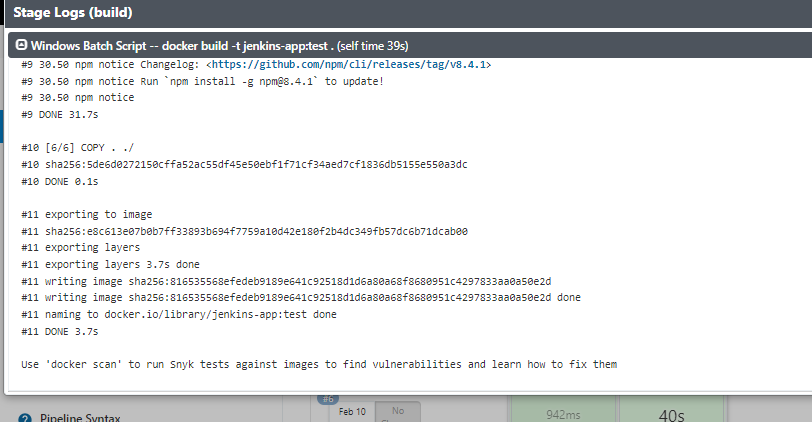 Stage Logs (build)
Windows Batch Script -- docker build -t jenkins-app:test . (self time 39s)
#9 30.50 npm notice Changelog: <https://github.com/npm/cli/releases/tag/v8.4.1>
#9 30.50 npm notice Run `npm install -g npm@8.4.1` to update!
#9 30.50 npm notice
#9 DONE 31.7s
#10 [6/6] COPY . ./
#10 sha256:5de6d0272150cffa52ac55df45e50ebf1f71cf34aed7cf1836db5155e550a3dc
#10 DONE 0.1s
#11 exporting to image
#11 sha256:e8c613e07b0b7ff33893b694f7759a10d42e180f2b4dc349fb57dc6b71dcab00
#11 exporting layers
#11 exporting layers 3.7s done
#11 writing image sha256:816535568efedeb9189e641c92518d1d6a80a68f8680951c4297833aa0a50e2d
#11 writing image sha256:816535568efedeb9189e641c92518d1d6a80a68f8680951c4297833aa0a50e2d done
#11 naming to docker.io/library/jenkins-app:test done
#11 DONE 3.7s
Use 'docker scan' to run Snyk tests against images to find vulnerabilities and learn how to fix them
#6
Feb 10
No
942ms
40s
Pipeline Syntax